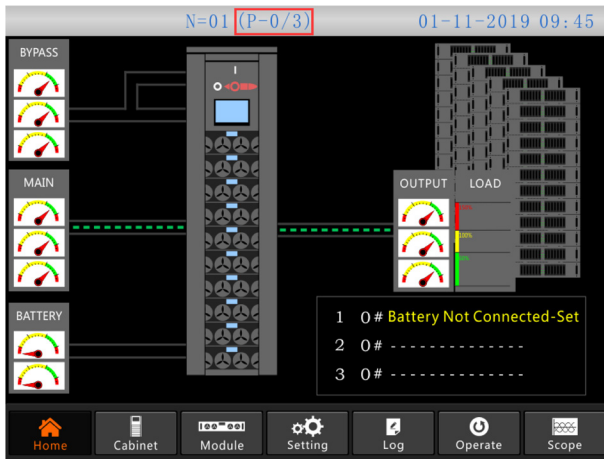 N=01 (P-0/3) 01-11-2019 09:45
BYPASS
MAIN
OUTPUT LOAD
100%
BATTERY
1 0# Battery Not Connected-Set
2 0# - - - - - - - - - - - - - -
3 0# - - - - - - - - - - - - - -
Home Cabinet Module Setting Log Operate Scope